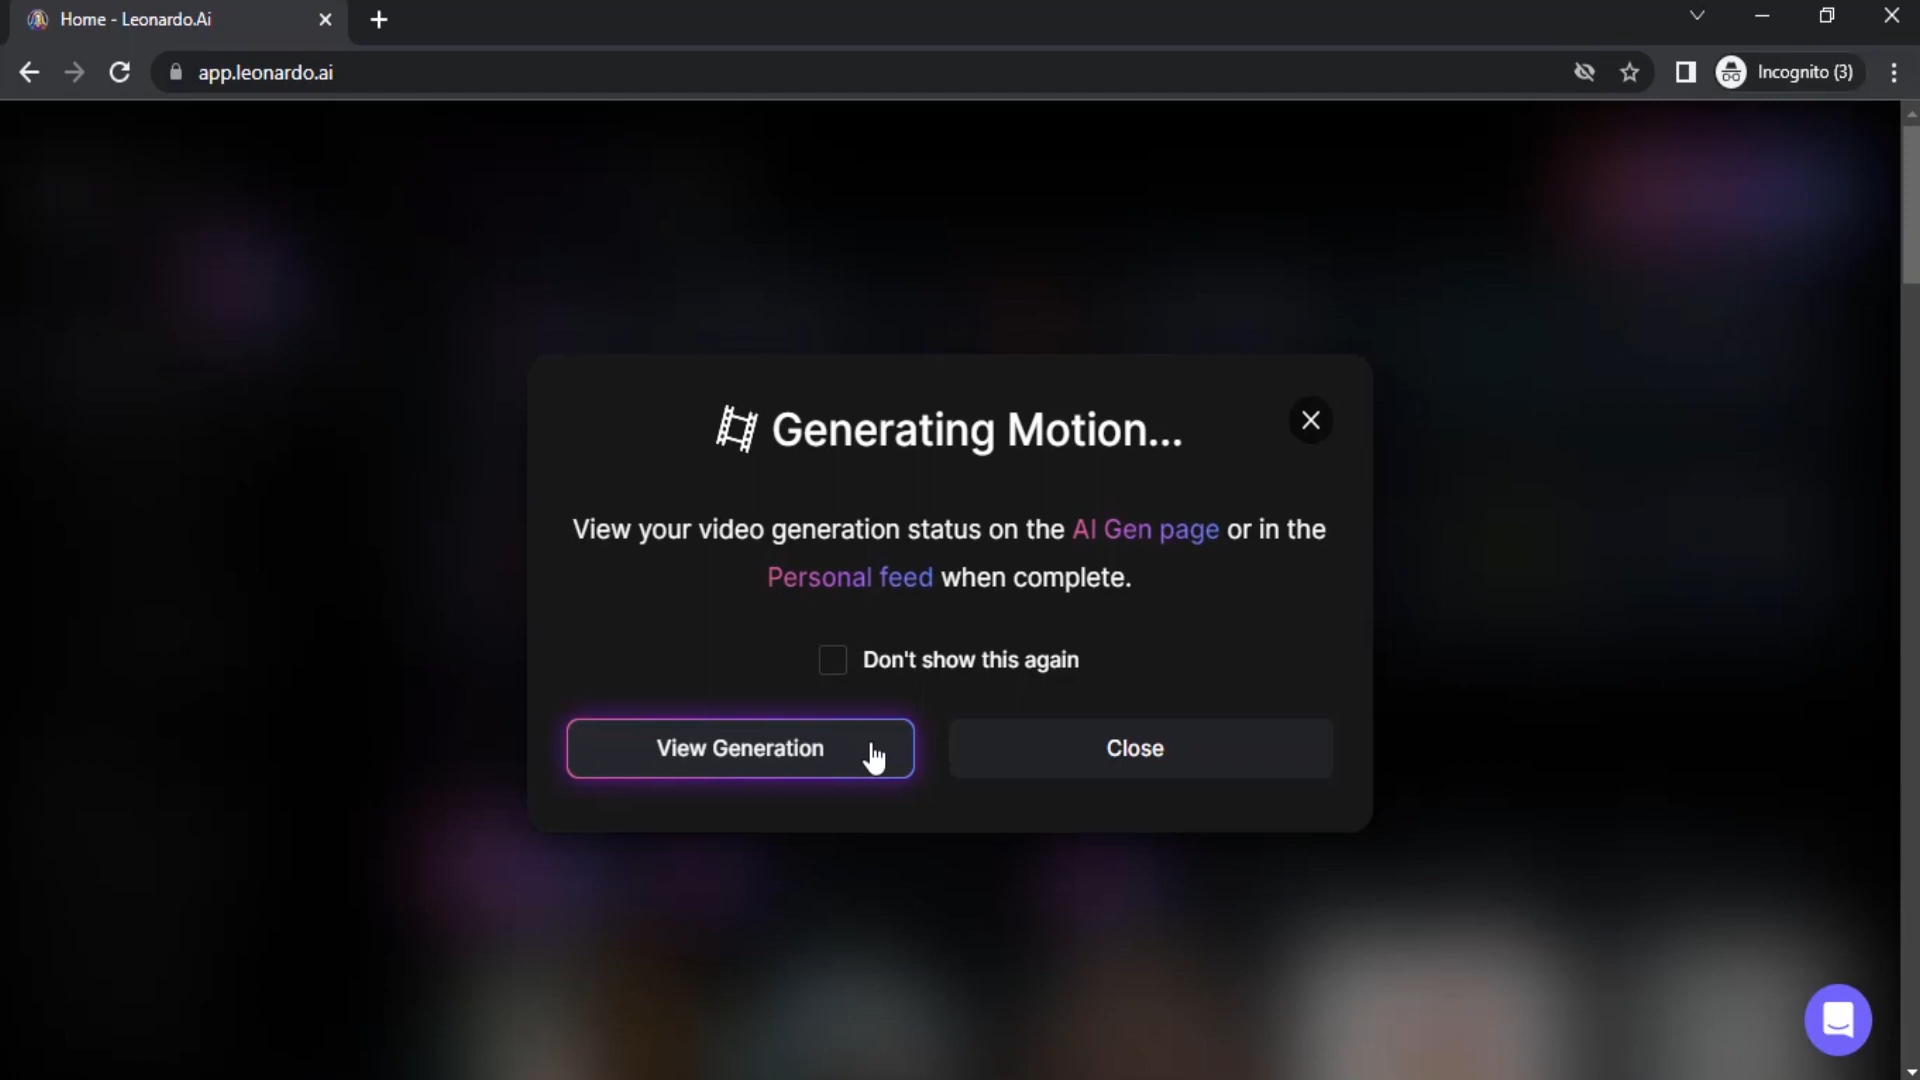 Home - Leonardo.Ai
app.leonardo.ai
Incognito (3)
Generating Motion...
View your video generation status on the AI Gen page or in the
Personal feed when complete.
Don't show this again
View Generation
Close